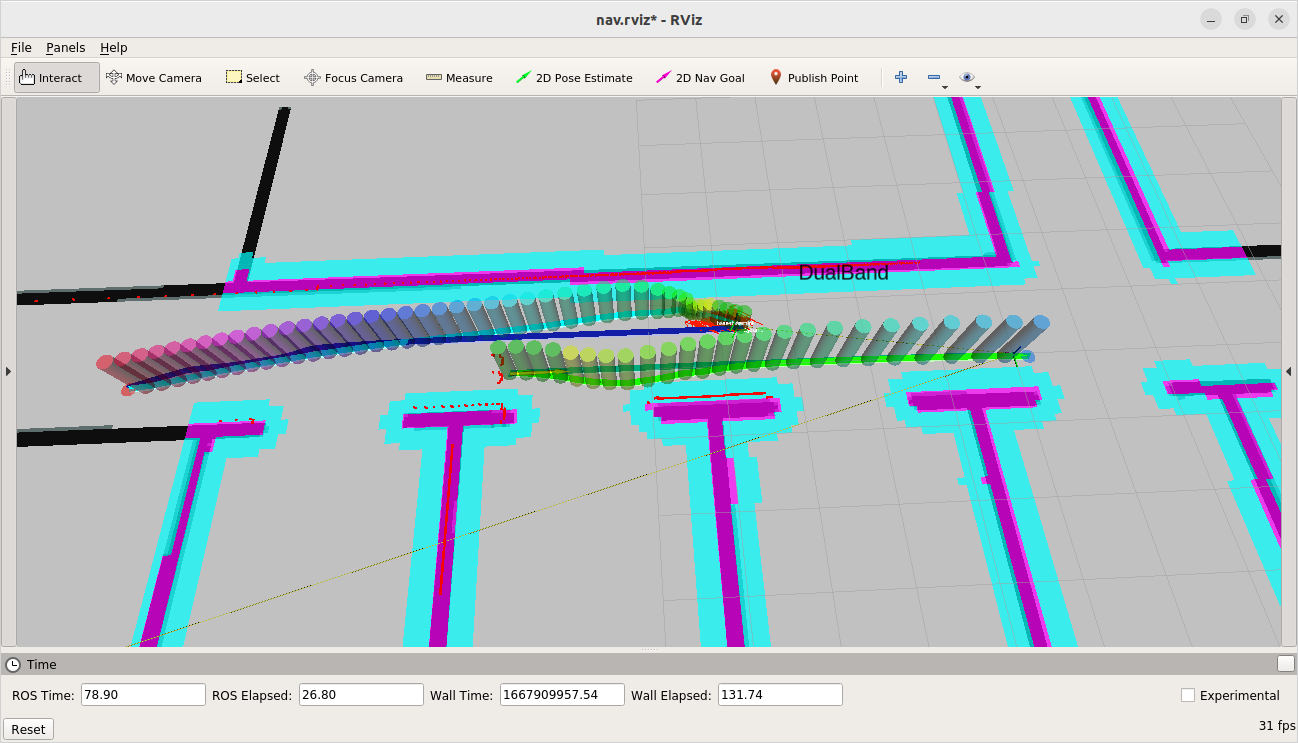 nav.rviz* - RViz
File Panels Help
Interact Move Camera Select Focus Camera Measure 2D Pose Estimate 2D Nav Goal Publish Point
DualBand
Time
ROS Time: 78.90 ROS Elapsed: 26.80 Wall Time: 1667909957.54 Wall Elapsed: 131.74 Experimental
Reset 31 fps